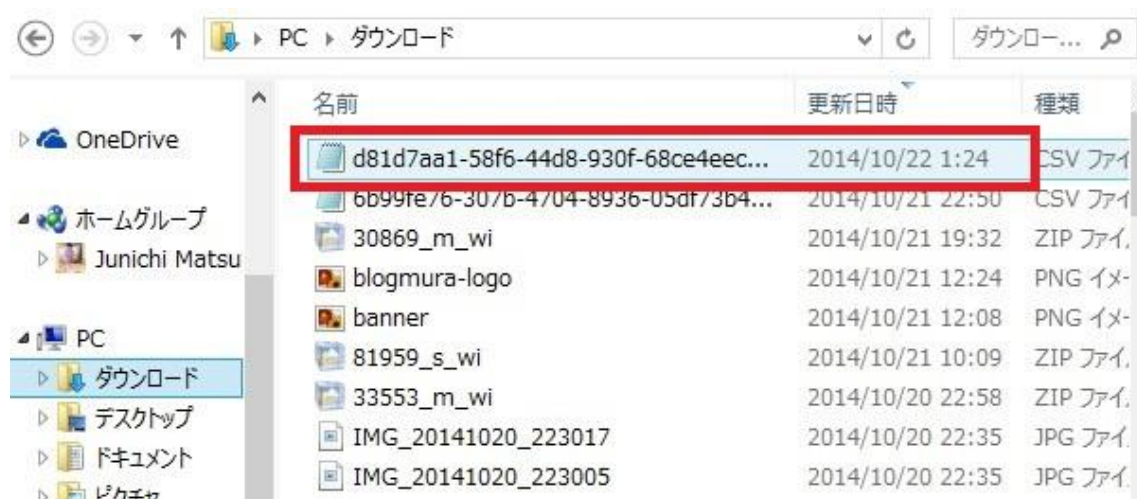 PC ダウンロード ダウンロー...
名前 更新日時 種類
OneDrive
d81d7aa1-58f6-44d8-930f-68ce4eec... 2014/10/22 1:24 CSV ファイ
6b99fe76-307b-4704-8936-05df73b4... 2014/10/21 22:50 CSV ファイ
ホームグループ
30869_m_wi 2014/10/21 19:32 ZIP ファイ
Junichi Matsu
blogmura-logo 2014/10/21 12:24 PNG イメ
banner 2014/10/21 12:08 PNG イメ
PC
81959_s_wi 2014/10/21 10:09 ZIP ファイ
ダウンロード
33553_m_wi 2014/10/20 22:58 ZIP ファイ
デスクトップ
IMG_20141020_223017 2014/10/20 22:35 JPG ファイ
ドキュメント
IMG_20141020_223005 2014/10/20 22:35 JPG ファイ
ピクチャ